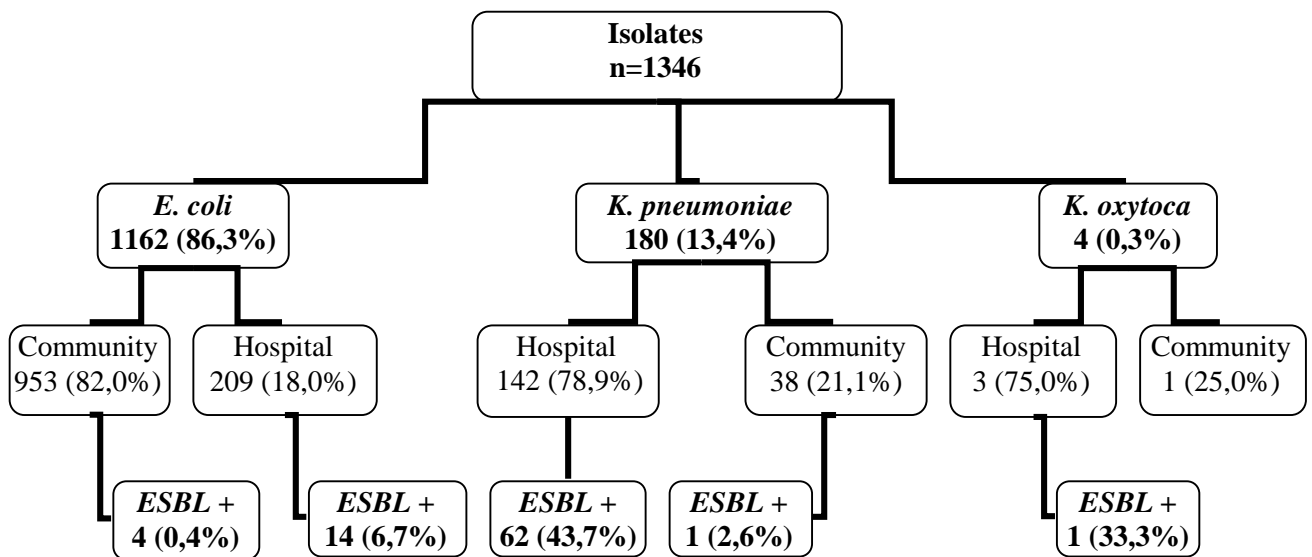 Isolates
n=1346
E. coli
1162 (86,3%)
K. pneumoniae
180 (13,4%)
K. oxytoca
4 (0,3%)
Community
953 (82,0%)
Hospital
209 (18,0%)
Hospital
142 (78,9%)
Community
38 (21,1%)
Hospital
3 (75,0%)
Community
1 (25,0%)
ESBL +
4 (0,4%)
ESBL +
14 (6,7%)
ESBL +
62 (43,7%)
ESBL +
1 (2,6%)
ESBL +
1 (33,3%)